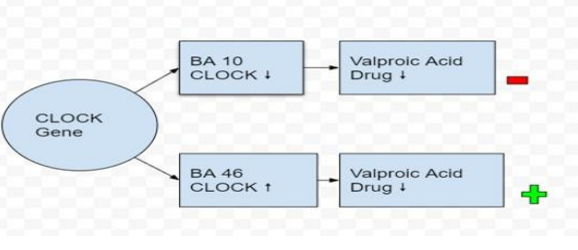 CLOCK
Gene
BA 10
CLOCK ↓
Valproic Acid
Drug ↓
BA 46
CLOCK ↑
Valproic Acid
Drug ↓